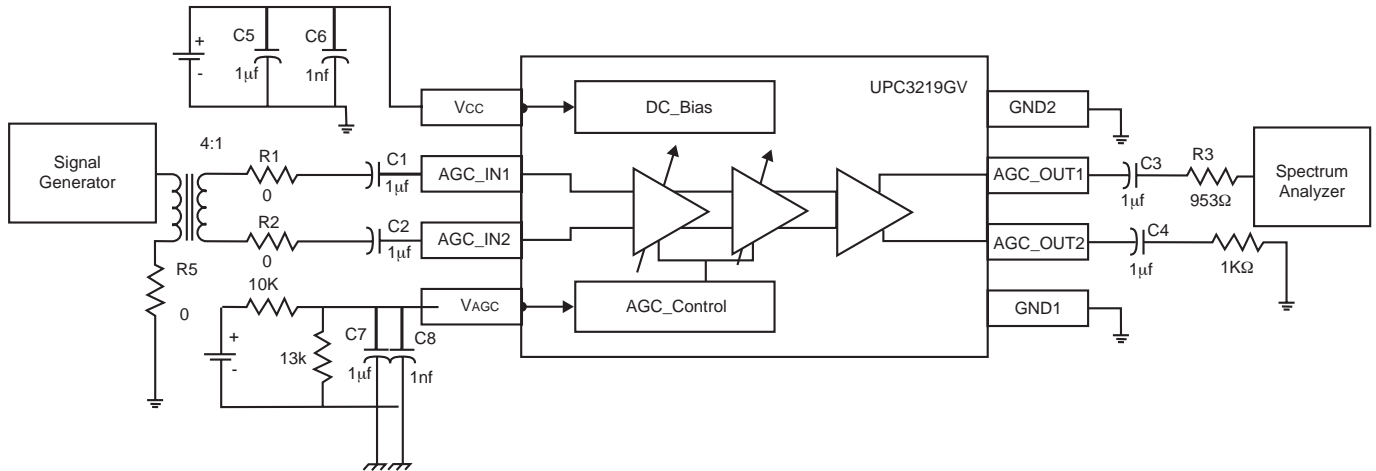 C5
C6
+
-
1μf
1nf
UPC3219GV
VCC
DC_Bias
GND2
Signal
Generator
4:1
R1
0
C1
1μf
AGC_IN1
AGC_OUT1
C3
1μf
R3
953Ω
Spectrum
Analyzer
R2
0
C2
1μf
AGC_IN2
AGC_OUT2
C4
1μf
1KΩ
R5
0
10K
VAGC
AGC_Control
GND1
+
-
13k
C7
1μf
C8
1nf